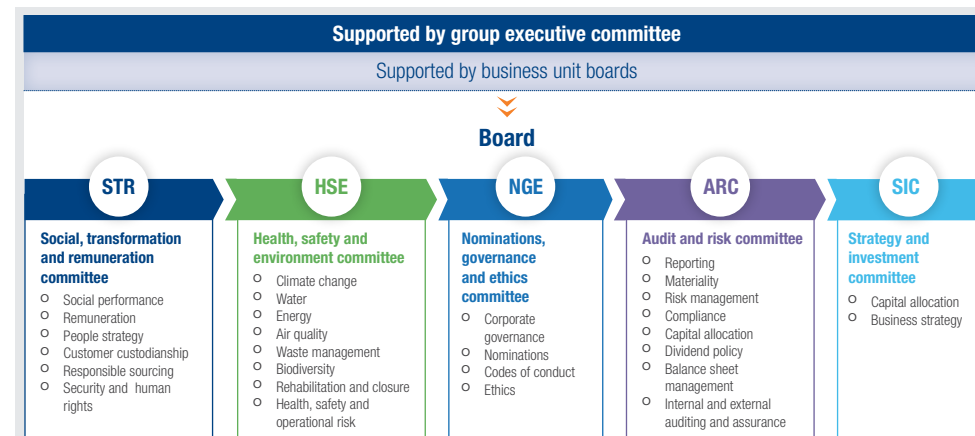 Supported by group executive committee
Supported by business unit boards
Board
STR
HSE
NGE
ARC
SIC
Social, transformation
and remuneration
committee
O Social performance
O Remuneration
O People strategy
O Customer custodianship
O Responsible sourcing
O Security and human
rights
Health, safety and
environment committee
O Climate change
O Water
O Energy
O Air quality
O Waste management
O Biodiversity
O Rehabilitation and closure
O Health, safety and
operational risk
Nominations,
governance
and ethics
committee
O Corporate
governance
O Nominations
O Codes of conduct
O Ethics
Audit and risk committee
O Reporting
O Materiality
O Risk management
O Compliance
O Capital allocation
O Dividend policy
O Balance sheet
management
O Internal and external
auditing and assurance
Strategy and
investment
committee
O Capital allocation
O Business strategy